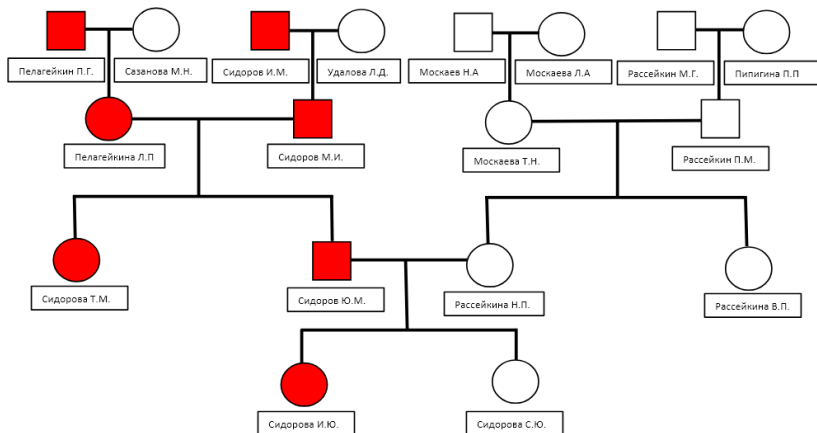 Пелагейкин П.Г.
Сазанова М.Н.
Сидоров И.М.
Удалова Л.Д.
Москаев Н.А
Москаева Л.А
Рассейкин М.Г.
Пипигина П.П
Пелагейкина Л.П
Сидоров М.И.
Москаева Т.Н.
Рассейкин П.М.
Сидорова Т.М.
Сидоров Ю.М.
Рассейкина Н.П.
Рассейкина В.П.
Сидорова И.Ю.
Сидорова С.Ю.